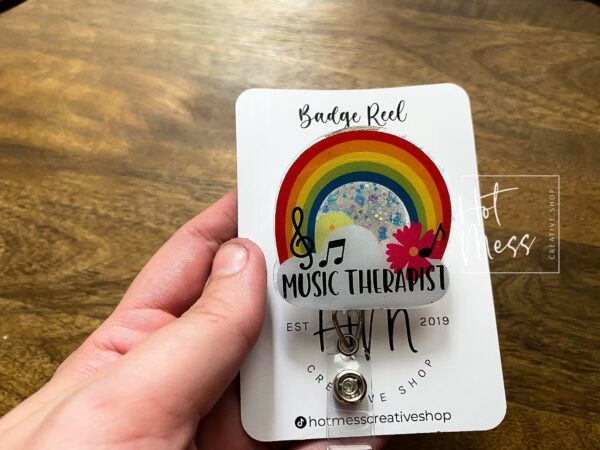 Badge Reel
MUSIC THERAPIST
EST 2019
CREATIVE SHOP
hotmesscreativeshop
Hot
Mess
CREATIVE SHOP